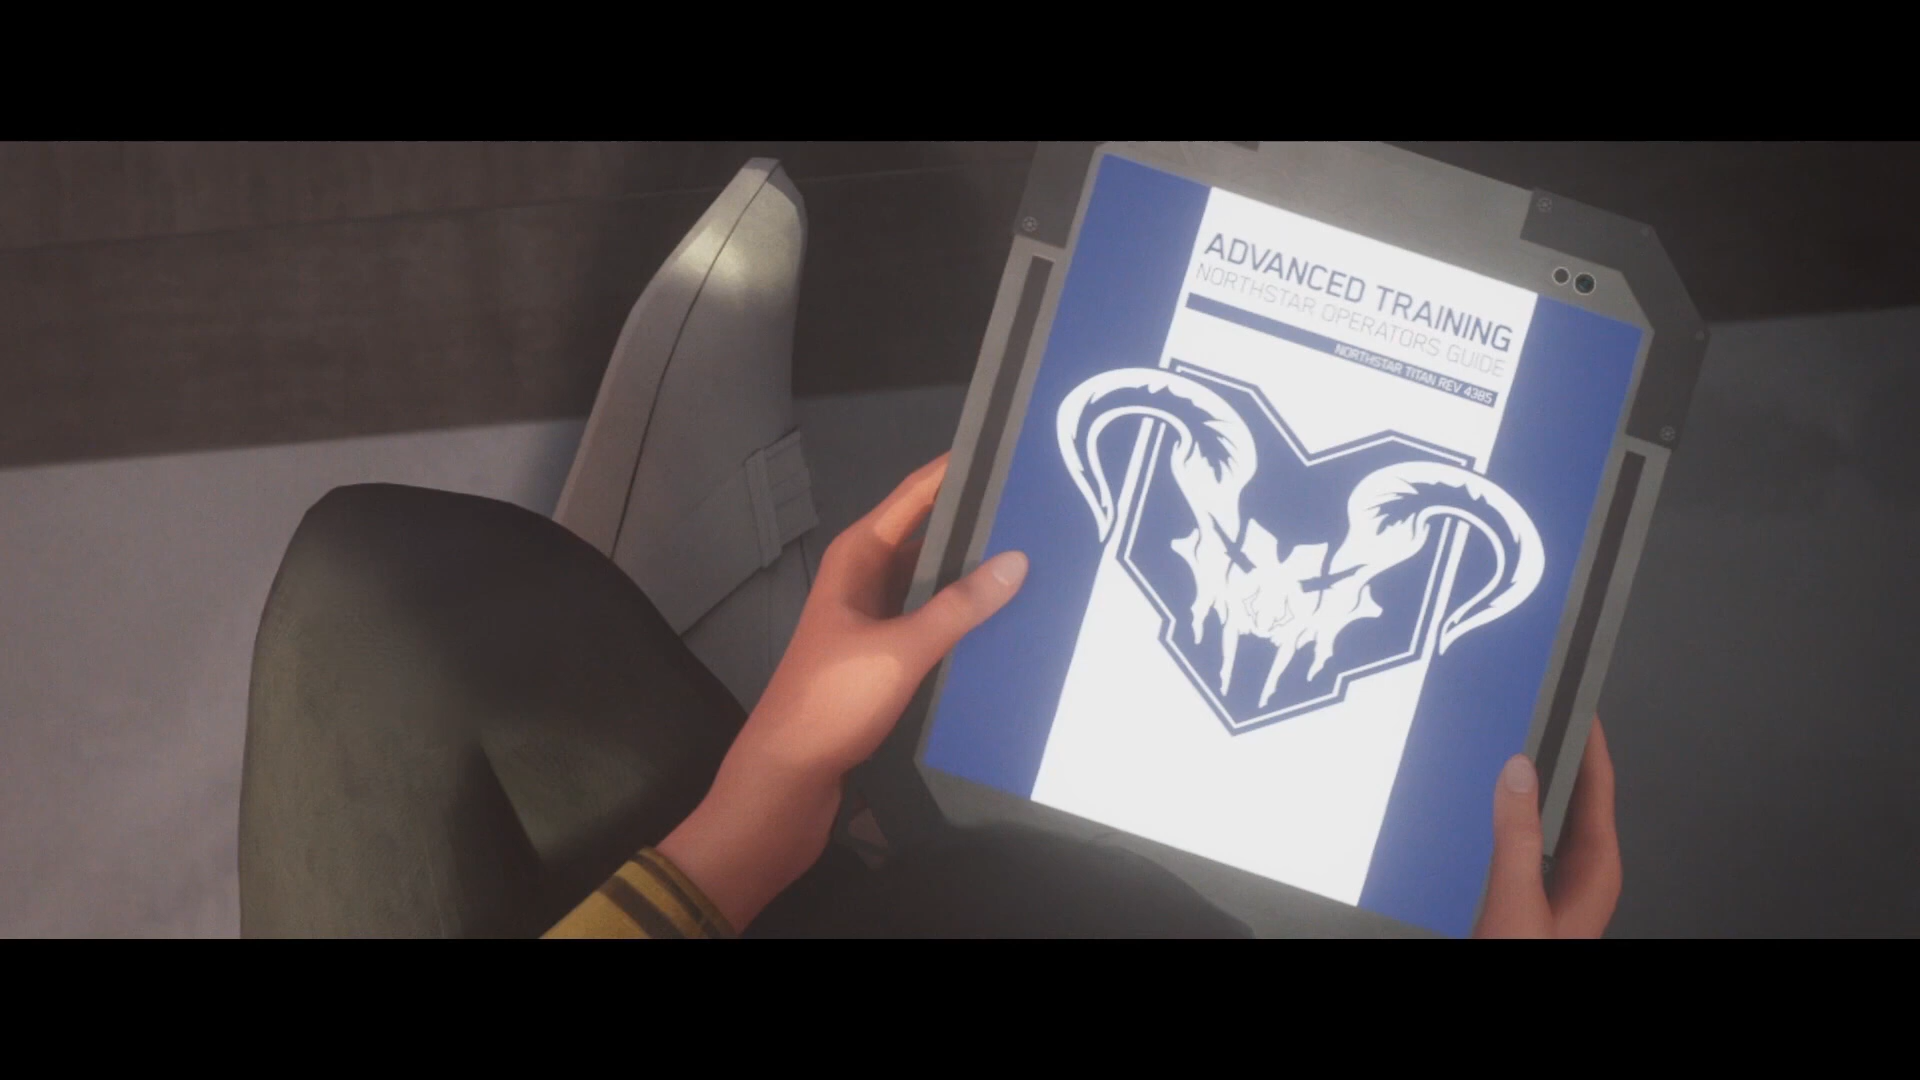 ADVANCED TRAINING
NORTHSTAR OPERATORS GUIDE
NORTHSTAR TITAN REV 4385